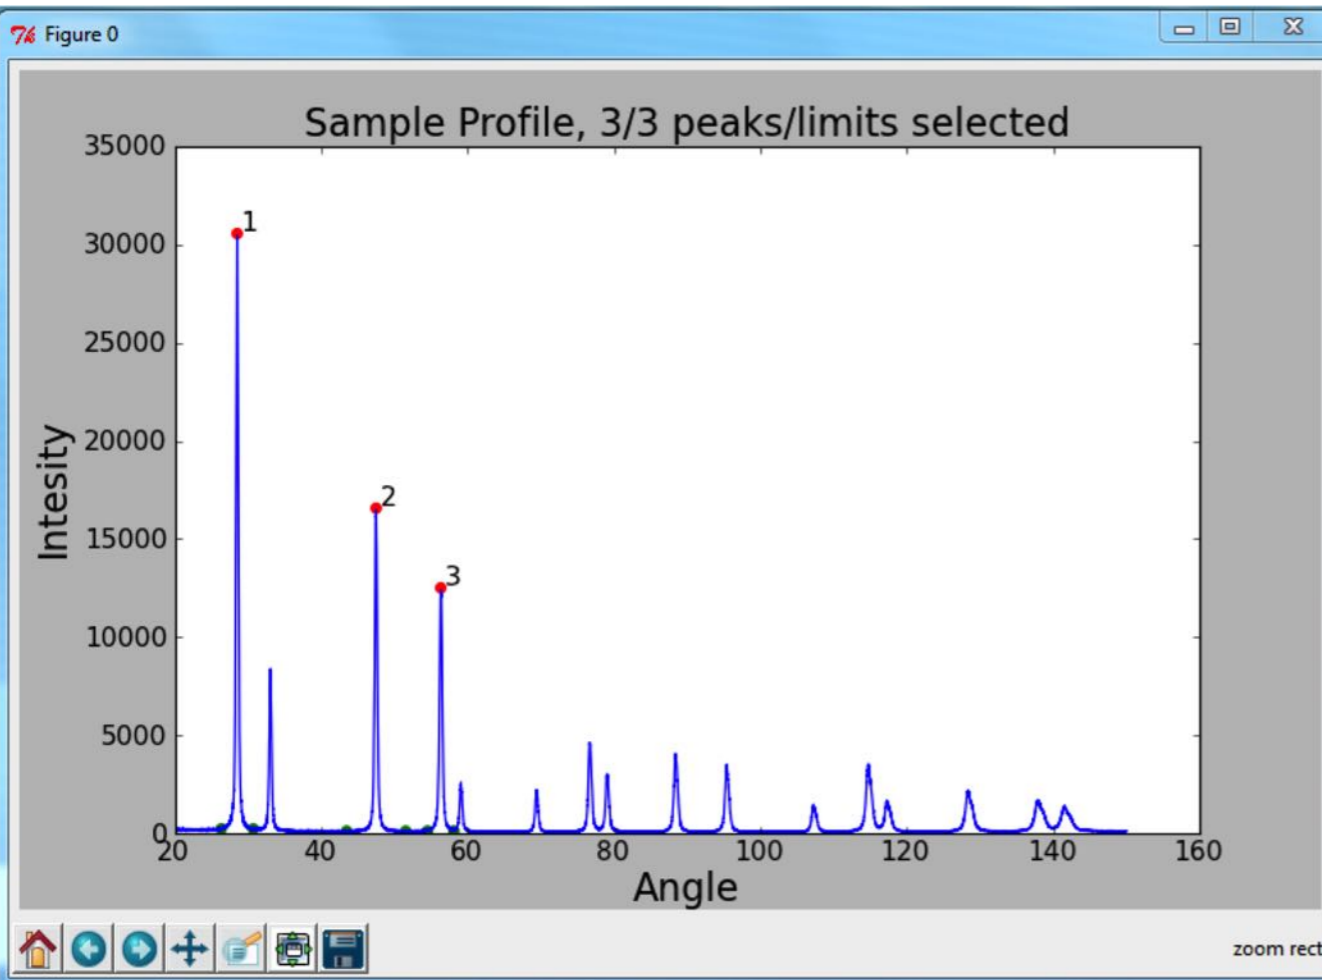 Figure 0
Sample Profile, 3/3 peaks/limits selected
35000
30000
25000
20000
15000
10000
5000
0
Intesity
1
2
3
20 40 60 80 100 120 140 160
Angle
zoom rect